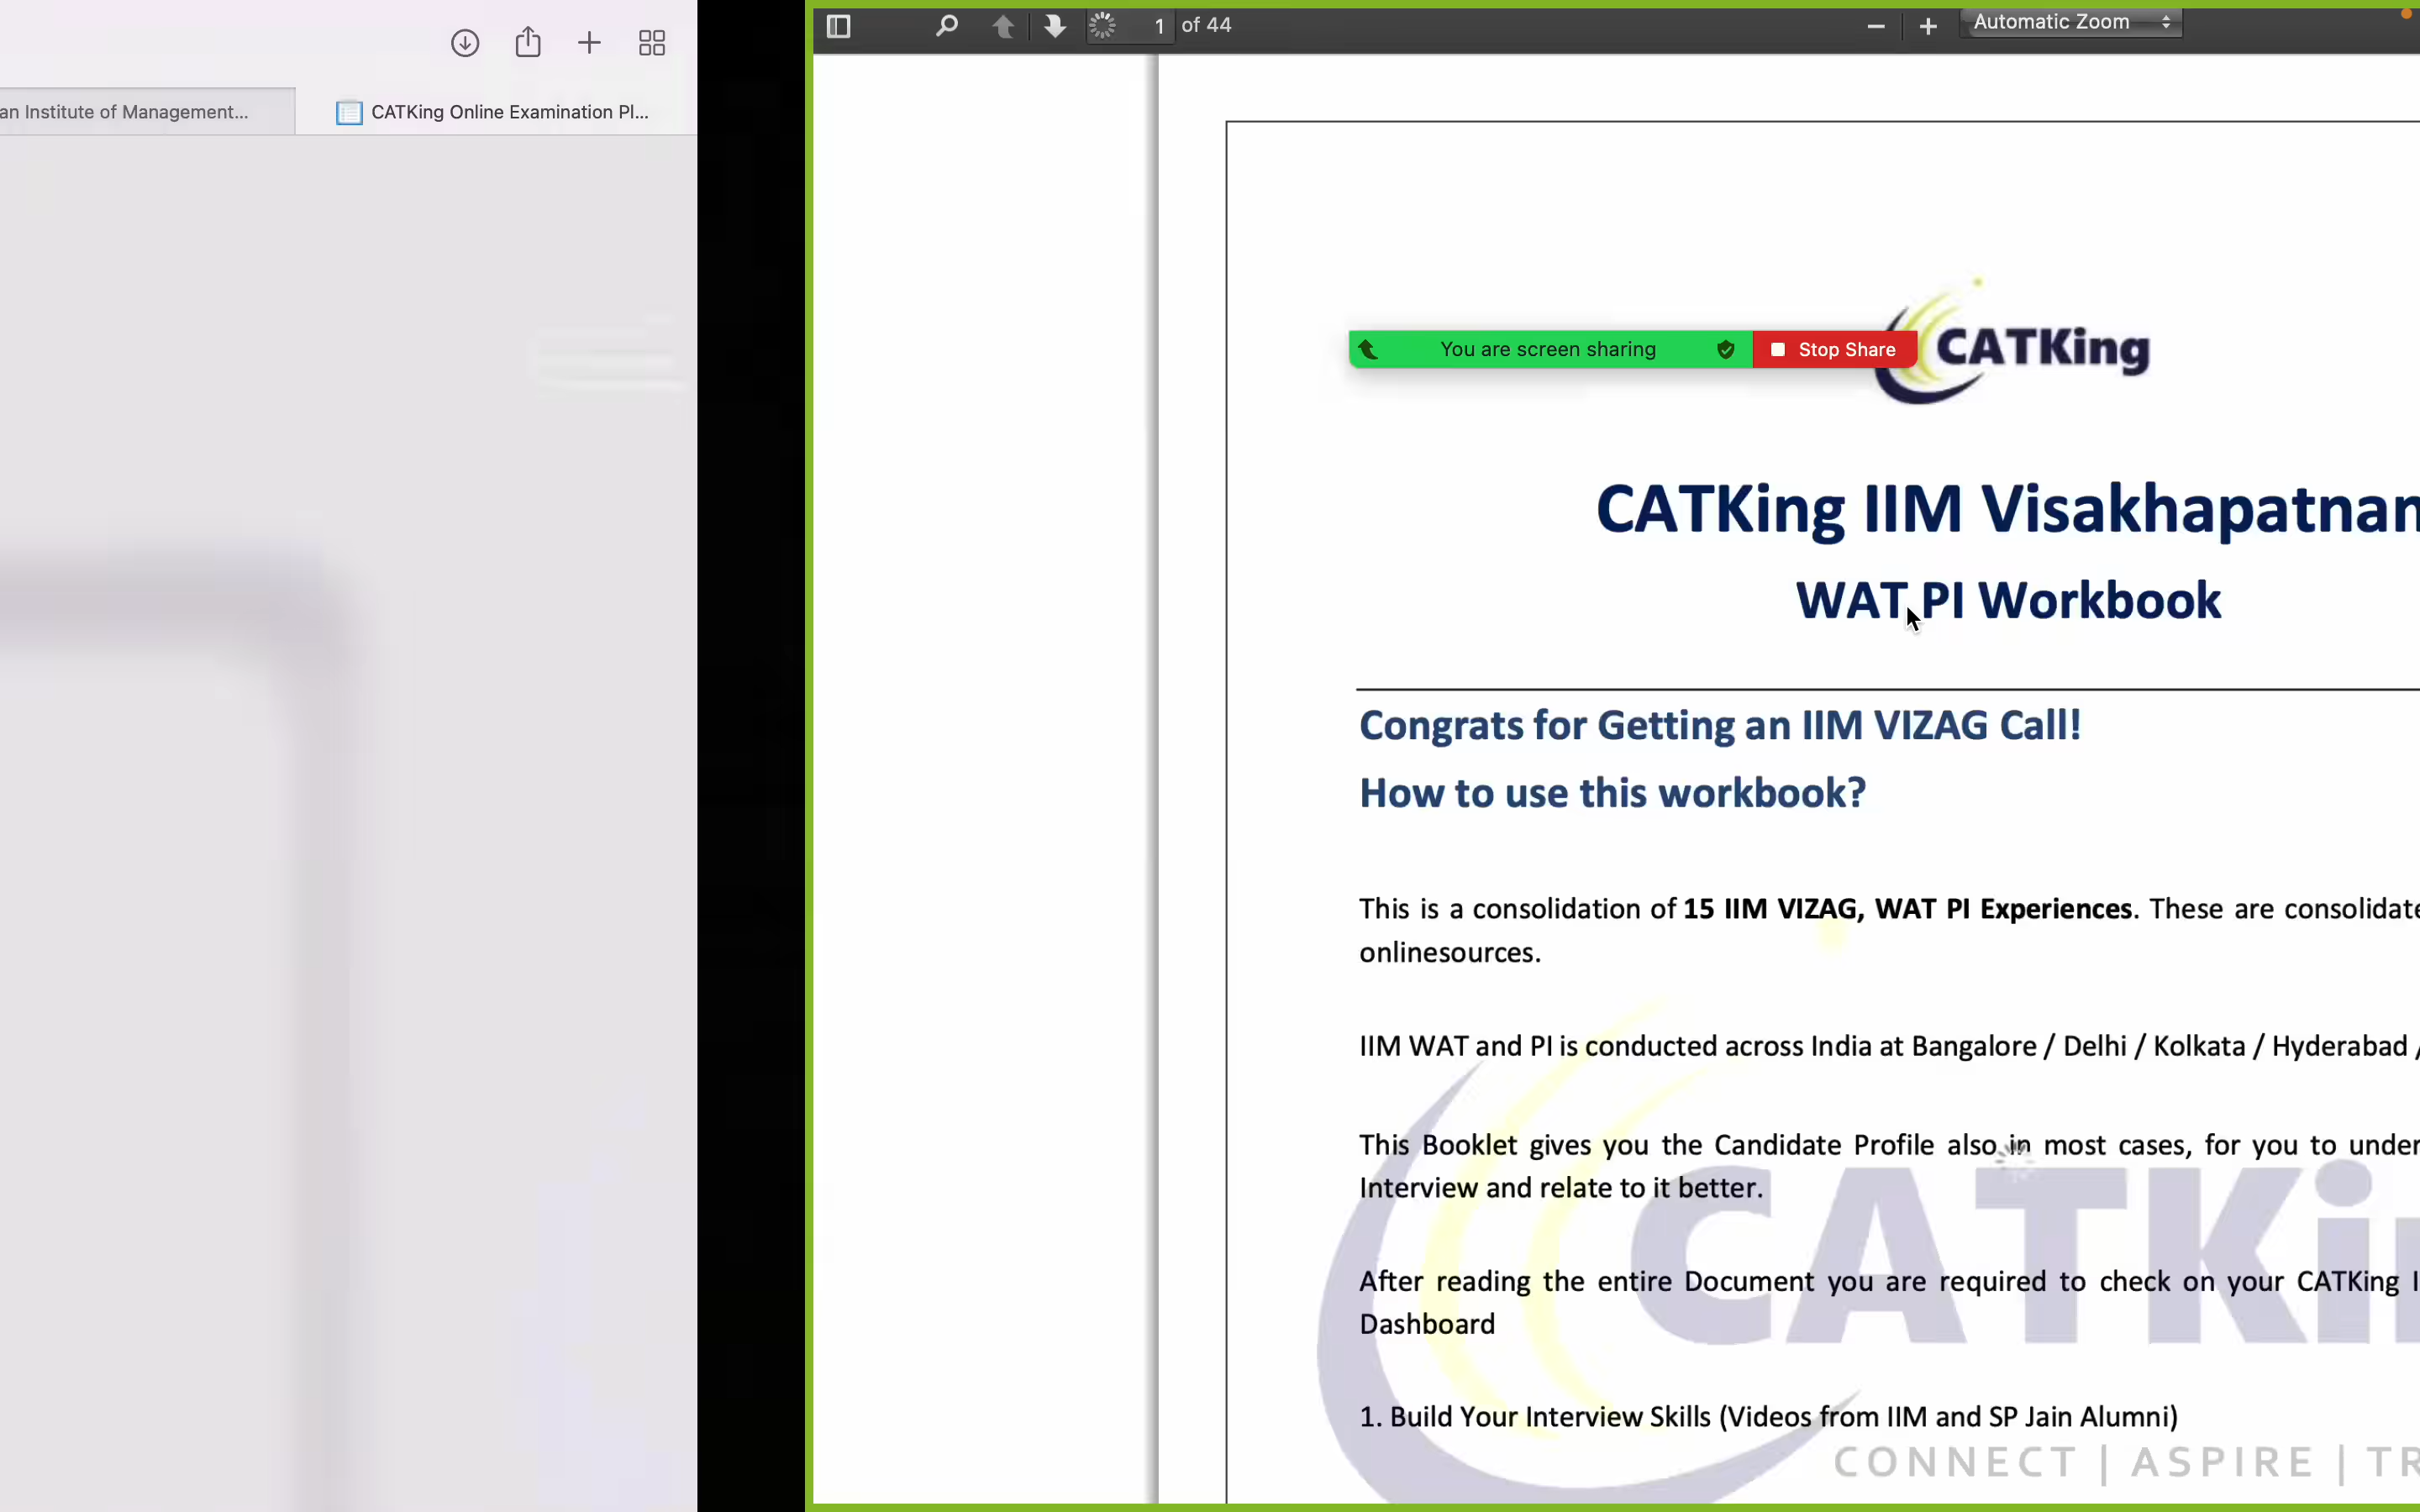 an Institute of Management...
CATKing Online Examination Pl...
1 of 44
Automatic Zoom
You are screen sharing
Stop Share
CATKing
CATKing IIM Visakhapatnam
WAT PI Workbook
Congrats for Getting an IIM VIZAG Call!
How to use this workbook?
This is a consolidation of 15 IIM VIZAG, WAT PI Experiences. These are consolidate
onlinesources.
IIM WAT and PI is conducted across India at Bangalore / Delhi / Kolkata / Hyderabad /
This Booklet gives you the Candidate Profile also in most cases, for you to under
Interview and relate to it better.
After reading the entire Document you are required to check on your CATKing I
Dashboard
1. Build Your Interview Skills (Videos from IIM and SP Jain Alumni)
CATKi
CONNECT | ASPIRE | TR